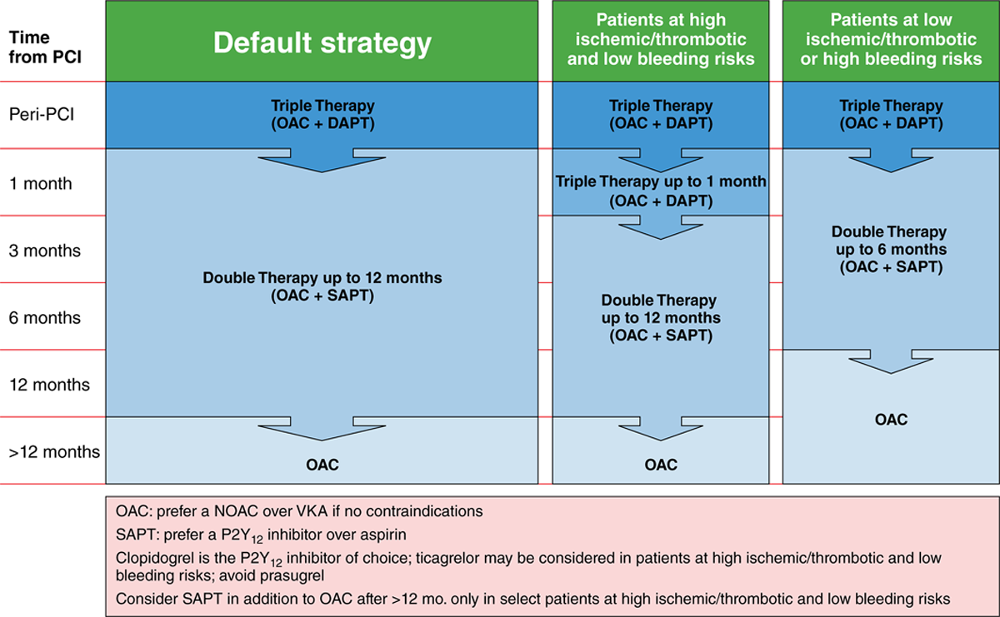 Time
from PCI
Default strategy
Patients at high
ischemic/thrombotic
and low bleeding risks
Patients at low
ischemic/thrombotic
or high bleeding risks
Peri-PCI
Triple Therapy
(OAC + DAPT)
Triple Therapy
(OAC + DAPT)
Triple Therapy
(OAC + DAPT)
1 month
Triple Therapy up to 1 month
(OAC + DAPT)
3 months
Double Therapy up to 12 months
(OAC + SAPT)
Double Therapy
up to 6 months
(OAC + SAPT)
6 months
Double Therapy
up to 12 months
(OAC + SAPT)
12 months
OAC
>12 months
OAC
OAC
OAC: prefer a NOAC over VKA if no contraindications
SAPT: prefer a P2Y12 inhibitor over aspirin
Clopidogrel is the P2Y12 inhibitor of choice; ticagrelor may be considered in patients at high ischemic/thrombotic and low
bleeding risks; avoid prasugrel
Consider SAPT in addition to OAC after >12 mo. only in select patients at high ischemic/thrombotic and low bleeding risks